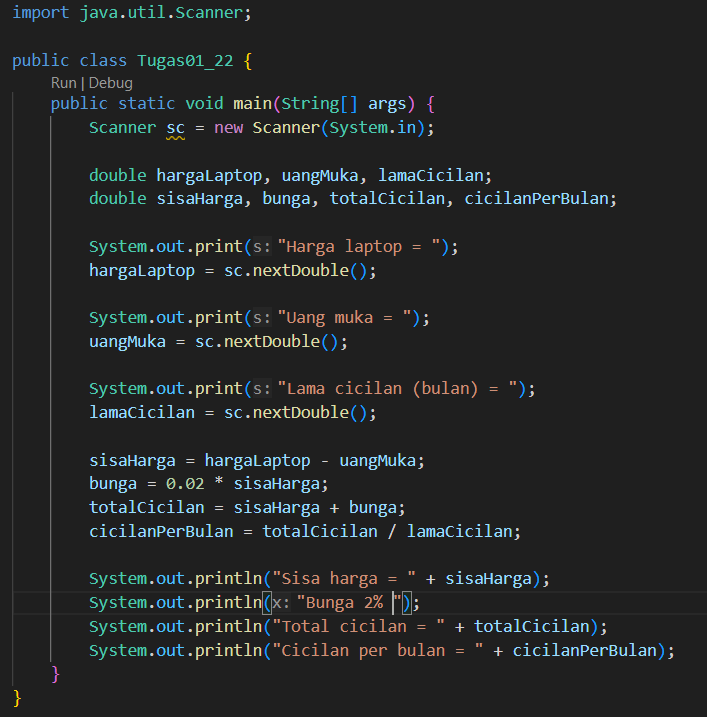 import java.util.Scanner;
public class Tugas01_22 {
Run | Debug
public static void main(String[] args) {
Scanner sc = new Scanner(System.in);
double hargaLaptop, uangMuka, lamaCicilan;
double sisaHarga, bunga, totalCicilan, cicilanPerBulan;
System.out.print(s: "Harga laptop = ");
hargaLaptop = sc.nextDouble();
System.out.print(s: "Uang muka = ");
uangMuka = sc.nextDouble();
System.out.print(s: "Lama cicilan (bulan) = ");
lamaCicilan = sc.nextDouble();
sisaHarga = hargaLaptop - uangMuka;
bunga = 0.02 * sisaHarga;
totalCicilan = sisaHarga + bunga;
cicilanPerBulan = totalCicilan / lamaCicilan;
System.out.println("Sisa harga = " + sisaHarga);
System.out.println(x: "Bunga 2% ");
System.out.println("Total cicilan = " + totalCicilan);
System.out.println("Cicilan per bulan = " + cicilanPerBulan);
}
}